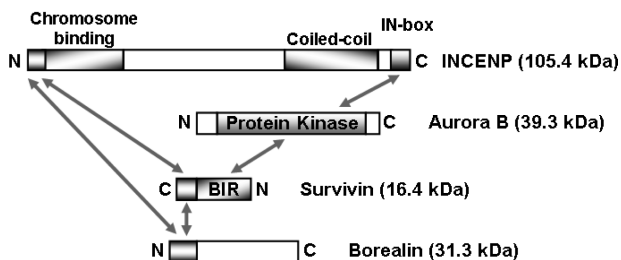 Chromosome
binding
Coiled-coil
IN-box
N C INCENP (105.4 kDa)
N Protein Kinase C Aurora B (39.3 kDa)
C BIR N Survivin (16.4 kDa)
N C Borealin (31.3 kDa)